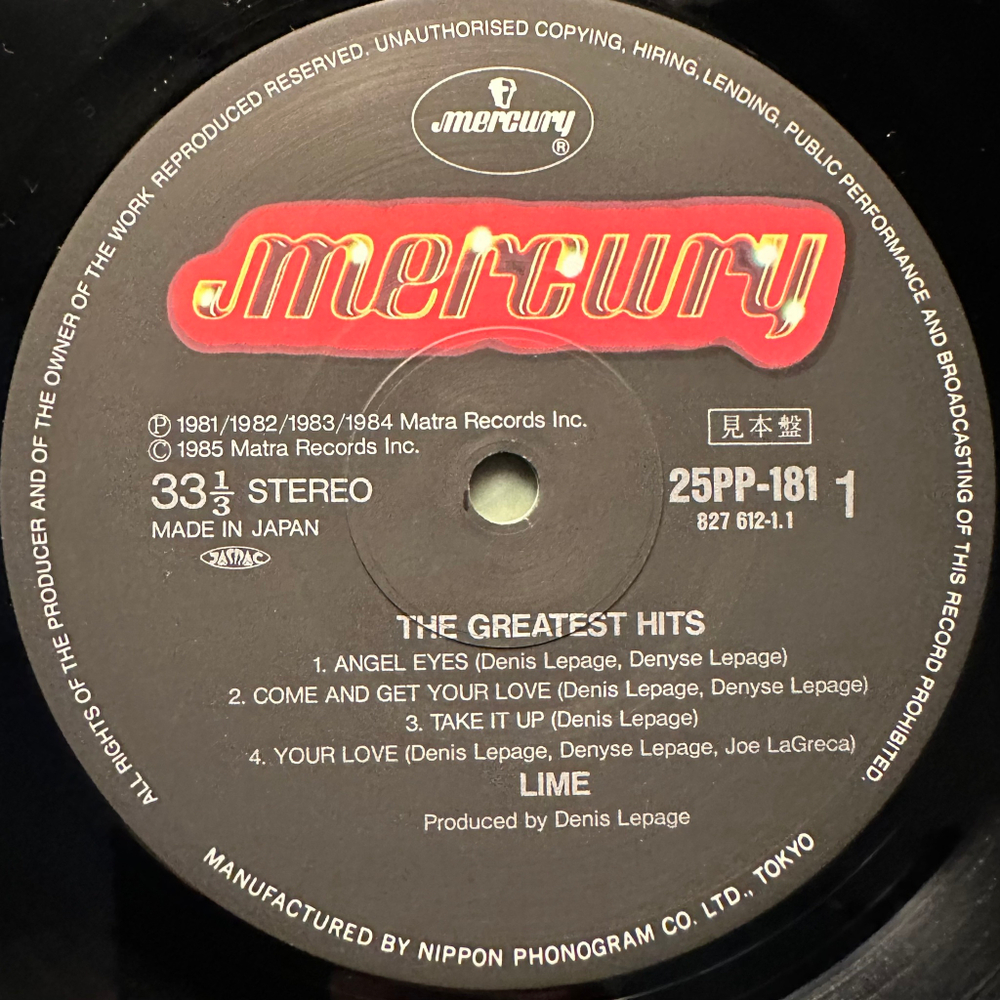 ALL RIGHTS OF THE PRODUCER AND OF THE OWNER OF THE WORK REPRODUCED RESERVED. UNAUTHORISED COPYING, HIRING, LENDING, PUBLIC PERFORMANCE AND BROADCASTING OF THIS RECORD PROHIBITED.
mercury
®
mercury
℗ 1981/1982/1983/1984 Matra Records Inc.
© 1985 Matra Records Inc.
見本盤
33 1/3 STEREO
25PP-181 1
827 612-1.1
MADE IN JAPAN
JASRAC
THE GREATEST HITS
1. ANGEL EYES (Denis Lepage, Denyse Lepage)
2. COME AND GET YOUR LOVE (Denis Lepage, Denyse Lepage)
3. TAKE IT UP (Denis Lepage)
4. YOUR LOVE (Denis Lepage, Denyse Lepage, Joe LaGreca)
LIME
Produced by Denis Lepage
MANUFACTURED BY NIPPON PHONOGRAM CO. LTD., TOKYO